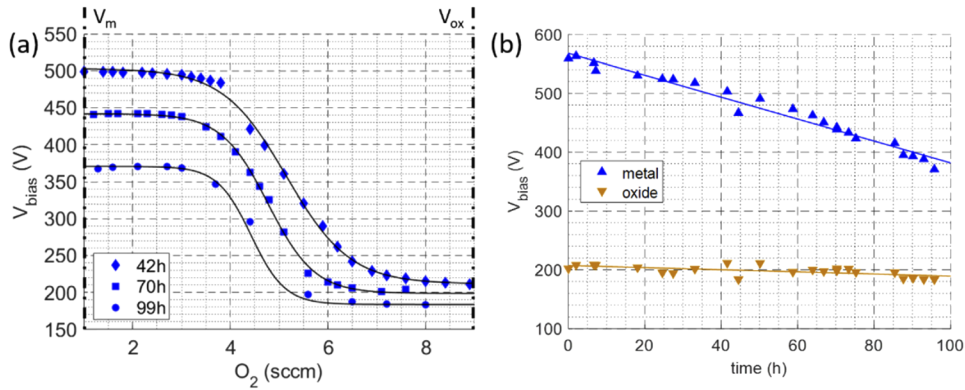 V_m V_ox
(a)
550
500
450
400
350
300
250
200
150
V_bias (V)
42h
70h
99h
2 4 6 8
O_2 (sccm)
(b)
600
500
400
300
200
100
V_bias (V)
metal
oxide
0 20 40 60 80 100
time (h)